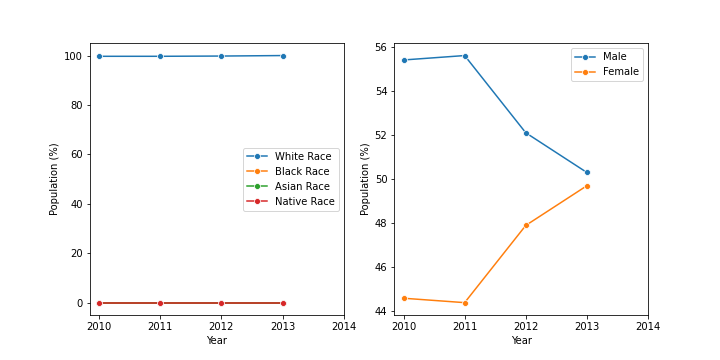 100
80
60
40
20
0
Population (%)
2010 2011 2012 2013 2014
Year
White Race
Black Race
Asian Race
Native Race
56
54
52
50
48
46
44
Population (%)
2010 2011 2012 2013 2014
Year
Male
Female